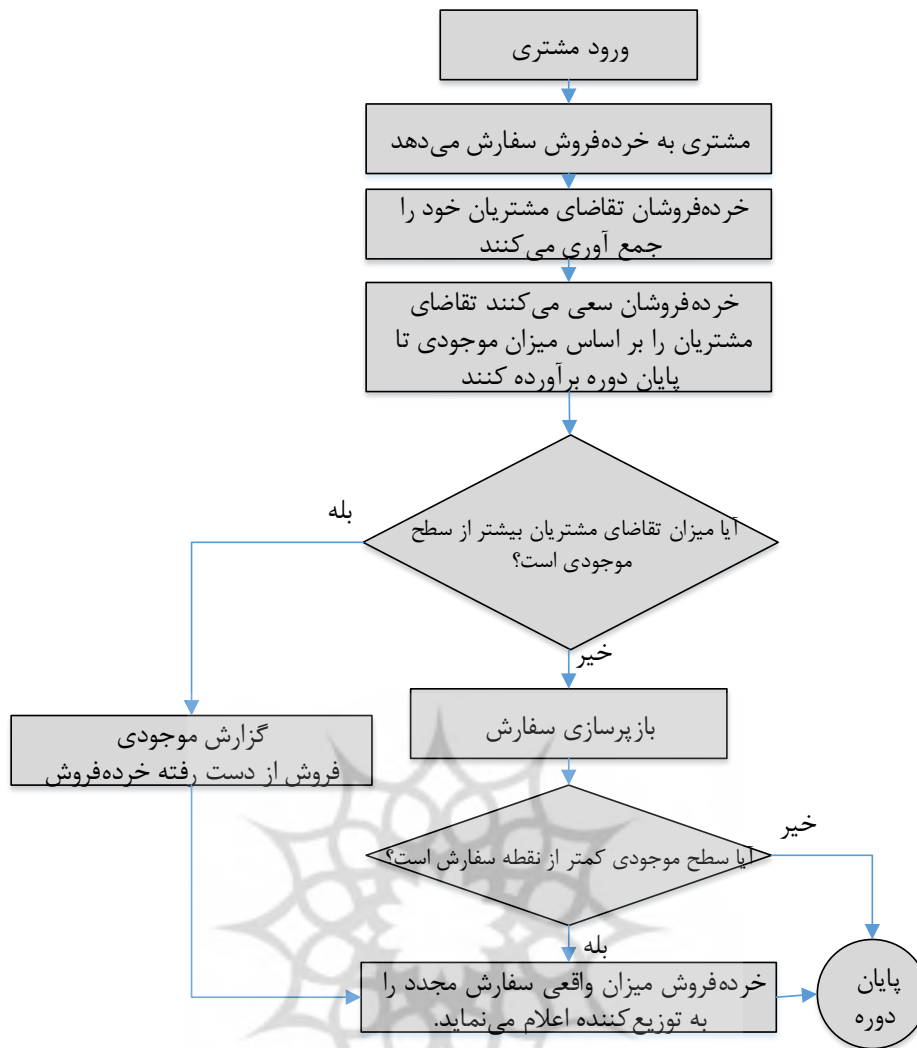 ورود مشتری
مشتری به خرده‌فروش سفارش می‌دهد
خرده‌فروشان تقاضای مشتریان خود را
جمع آوری می‌کنند
خرده‌فروشان سعی می‌کنند تقاضای
مشتریان را بر اساس میزان موجودی تا
پایان دوره برآورده کنند
آیا میزان تقاضای مشتریان بیشتر از سطح
موجودی است؟
بله
خیر
گزارش موجودی
فروش از دست رفته خرده‌فروش
بازپرسازی سفارش
آیا سطح موجودی کمتر از نقطه سفارش است؟
خیر
بله
خرده‌فروش میزان واقعی سفارش مجدد را
به توزیع‌کننده اعلام می‌نماید.
پایان
دوره